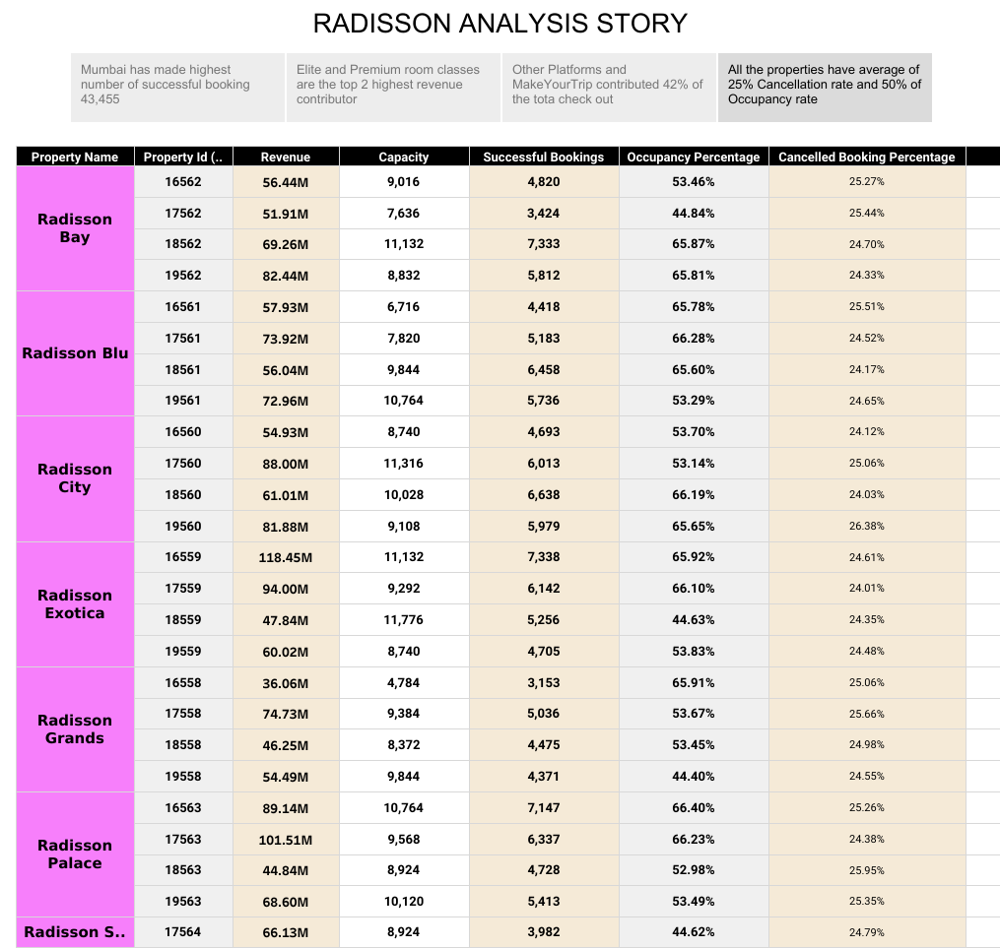 RADISSON ANALYSIS STORY
Mumbai has made highest
number of successful booking
43,455
Elite and Premium room classes
are the top 2 highest revenue
contributor
Other Platforms and
MakeYourTrip contributed 42% of
the tota check out
All the properties have average of
25% Cancellation rate and 50% of
Occupancy rate
Property Name Property Id (.. Revenue Capacity Successful Bookings Occupancy Percentage Cancelled Booking Percentage
Radisson
Bay
16562 56.44M 9,016 4,820 53.46% 25.27%
17562 51.91M 7,636 3,424 44.84% 25.44%
18562 69.26M 11,132 7,333 65.87% 24.70%
19562 82.44M 8,832 5,812 65.81% 24.33%
Radisson Blu
16561 57.93M 6,716 4,418 65.78% 25.51%
17561 73.92M 7,820 5,183 66.28% 24.52%
18561 56.04M 9,844 6,458 65.60% 24.17%
19561 72.96M 10,764 5,736 53.29% 24.65%
Radisson
City
16560 54.93M 8,740 4,693 53.70% 24.12%
17560 88.00M 11,316 6,013 53.14% 25.06%
18560 61.01M 10,028 6,638 66.19% 24.03%
19560 81.88M 9,108 5,979 65.65% 26.38%
Radisson
Exotica
16559 118.45M 11,132 7,338 65.92% 24.61%
17559 94.00M 9,292 6,142 66.10% 24.01%
18559 47.84M 11,776 5,256 44.63% 24.35%
19559 60.02M 8,740 4,705 53.83% 24.48%
Radisson
Grands
16558 36.06M 4,784 3,153 65.91% 25.06%
17558 74.73M 9,384 5,036 53.67% 25.66%
18558 46.25M 8,372 4,475 53.45% 24.98%
19558 54.49M 9,844 4,371 44.40% 24.55%
Radisson
Palace
16563 89.14M 10,764 7,147 66.40% 25.26%
17563 101.51M 9,568 6,337 66.23% 24.38%
18563 44.84M 8,924 4,728 52.98% 25.95%
19563 68.60M 10,120 5,413 53.49% 25.35%
Radisson S.. 17564 66.13M 8,924 3,982 44.62% 24.79%